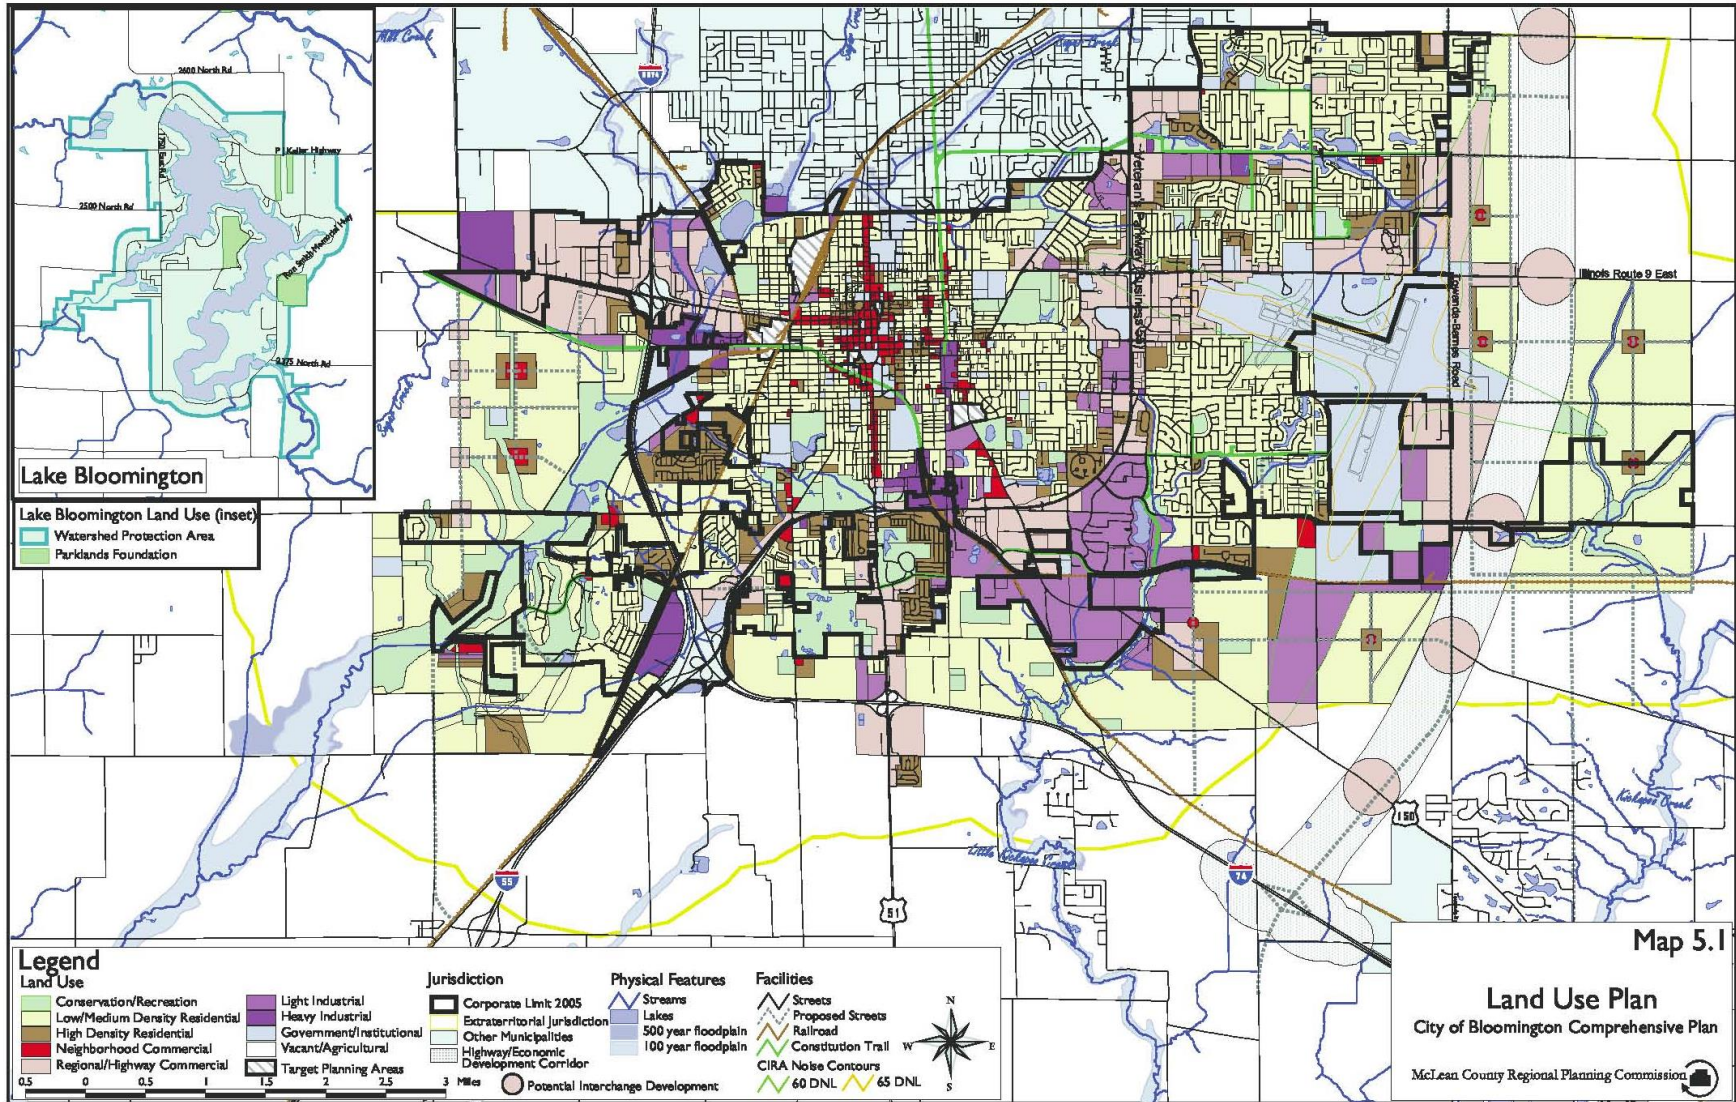 2600 North Rd
P J Keller Highway
750 East Rd
2500 North Rd
2375 North Rd
Lake Bloomington
Lake Bloomington Land Use (inset)
Watershed Protection Area
Parklands Foundation
Sugar Creek
Sugar Creek
Veteran's Parkway (Business 55)
Illinois Route 9 East
Towanda-Barnes Road
Kickapoo Creek
Little Kickapoo Creek
150
55
74
51
Legend
Land Use
Conservation/Recreation
Low/Medium Density Residential
High Density Residential
Neighborhood Commercial
Regional/Highway Commercial
Light Industrial
Heavy Industrial
Government/Institutional
Vacant/Agricultural
Target Planning Areas
Jurisdiction
Corporate Limit 2005
Extraterritorial Jurisdiction
Other Municipalities
Highway/Economic
Development Corridor
Potential Interchange Development
Physical Features
Streams
Lakes
500 year floodplain
100 year floodplain
Facilities
Streets
Proposed Streets
Railroad
Constitution Trail
CIRA Noise Contours
60 DNL 65 DNL
N
W E
S
0.5 0 0.5 1 1.5 2 2.5 3
Miles
Map 5.1
Land Use Plan
City of Bloomington Comprehensive Plan
McLean County Regional Planning Commission